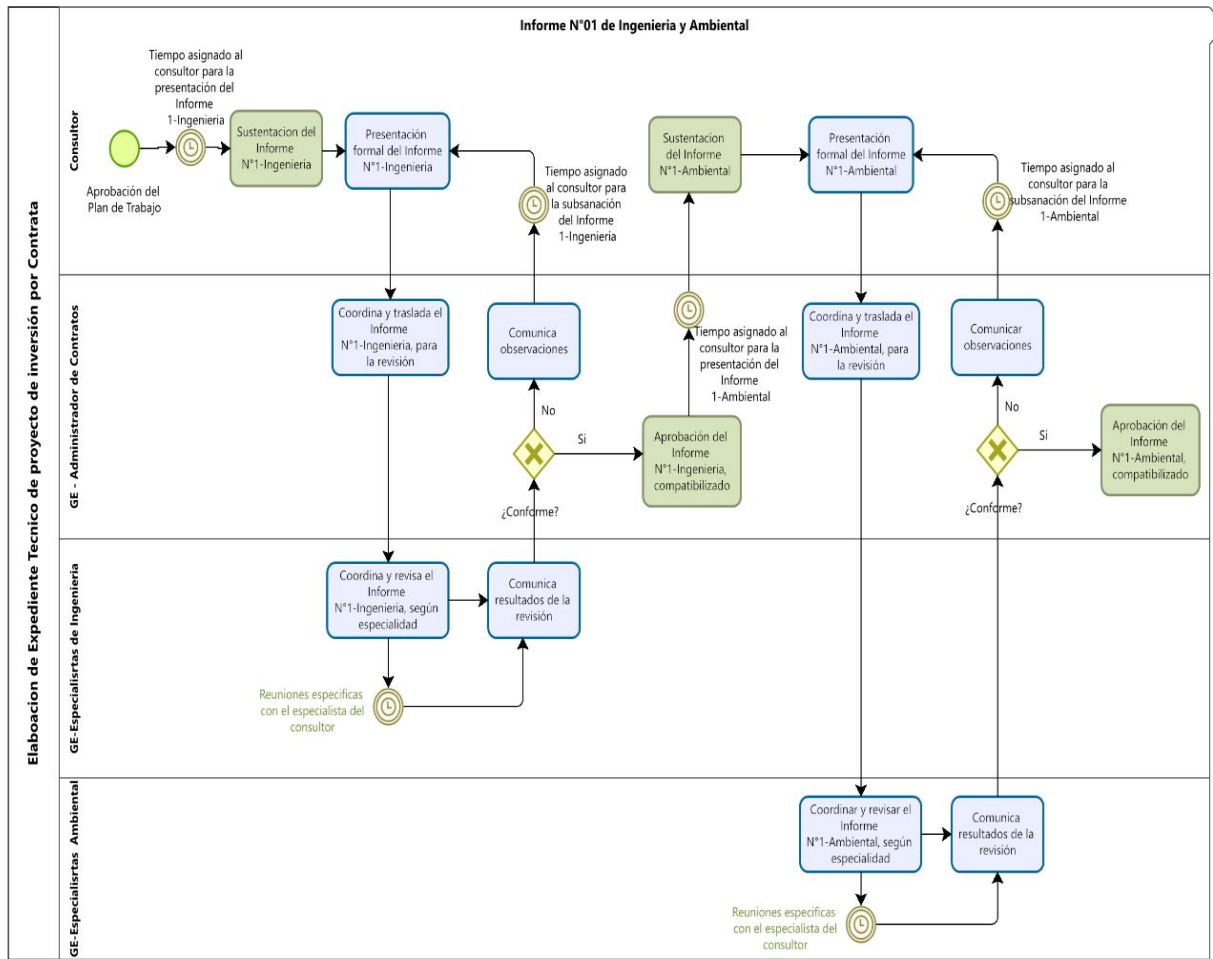 Informe N°01 de Ingenieria y Ambiental
Elaboacion de Expediente Tecnico de proyecto de inversión por Contrata
Consultor
Aprobación del
Plan de Trabajo
Tiempo asignado al
consultor para la
presentación del
Informe
1-Ingenieria
Sustentacion del
Informe
N°1-Ingenieria
Presentación
formal del Informe
N°1-Ingenieria
Tiempo asignado
al consultor para
la subsanación
del Informe
1-Ingenieria
Sustentacion
del Informe
N°1-Ambiental
Presentación
formal del Informe
N°1-Ambiental
Tiempo asignado al
consultor para la
subsanación del Informe
1-Ambiental
GE - Administrador de Contratos
Coordina y traslada el
Informe
N°1-Ingenieria, para
la revisión
Comunica
observaciones
No
Si
¿Conforme?
Aprobación del
Informe
N°1-Ingenieria,
compatibilizado
Tiempo asignado al
consultor para la
presentación del
Informe
1-Ambiental
Coordina y traslada el
Informe
N°1-Ambiental, para
la revisión
Comunicar
observaciones
No
Si
¿Conforme?
Aprobación del
Informe
N°1-Ambiental,
compatibilizado
GE-Especialisrtas de Ingenieria
Coordina y revisa el
Informe
N°1-Ingenieria, según
especialidad
Comunica
resultados de la
revisión
Reuniones especificas
con el especialista del
consultor
GE-Especialisrtas Ambiental
Coordinar y revisar el
Informe
N°1-Ambiental, según
especialidad
Comunica
resultados de la
revisión
Reuniones especificas
con el especialista del
consultor